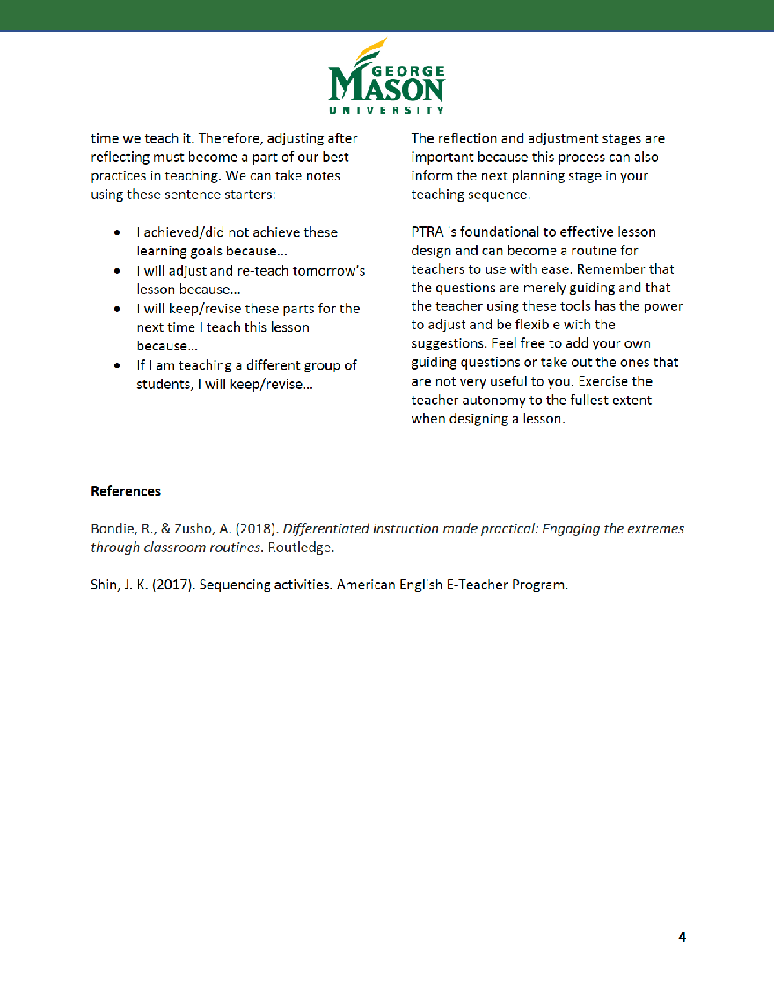 GEORGE
MASON
UNIVERSITY
time we teach it. Therefore, adjusting after
reflecting must become a part of our best
practices in teaching. We can take notes
using these sentence starters:
• I achieved/did not achieve these
learning goals because...
• I will adjust and re-teach tomorrow's
lesson because...
• I will keep/revise these parts for the
next time I teach this lesson
because...
• If I am teaching a different group of
students, I will keep/revise...
The reflection and adjustment stages are
important because this process can also
inform the next planning stage in your
teaching sequence.
PTRA is foundational to effective lesson
design and can become a routine for
teachers to use with ease. Remember that
the questions are merely guiding and that
the teacher using these tools has the power
to adjust and be flexible with the
suggestions. Feel free to add your own
guiding questions or take out the ones that
are not very useful to you. Exercise the
teacher autonomy to the fullest extent
when designing a lesson.
References
Bondie, R., & Zusho, A. (2018). Differentiated instruction made practical: Engaging the extremes
through classroom routines. Routledge.
Shin, J. K. (2017). Sequencing activities. American English E-Teacher Program.
4